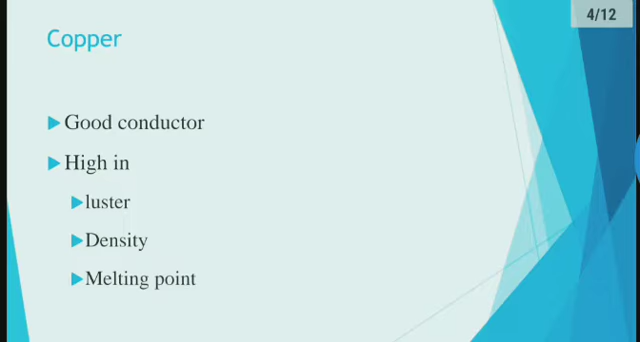 4/12
Copper
Good conductor
High in
luster
Density
Melting point